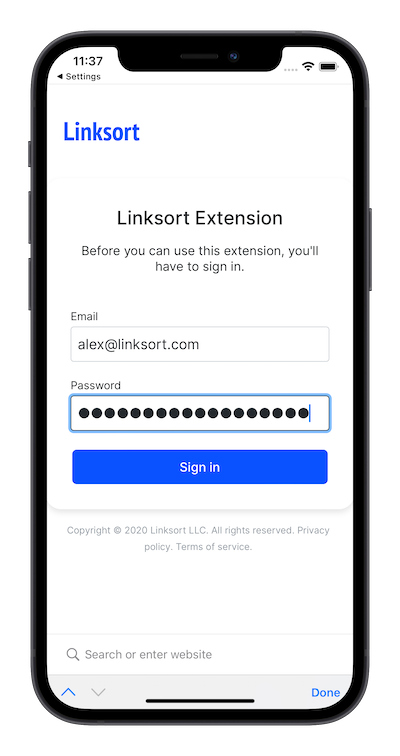 11:37
◀ Settings
Linksort
Linksort Extension
Before you can use this extension, you'll
have to sign in.
Email
alex@linksort.com
Password
●●●●●●●●●●●●●●●●●●
Sign in
Copyright © 2020 Linksort LLC. All rights reserved. Privacy
policy. Terms of service.
Search or enter website
Done